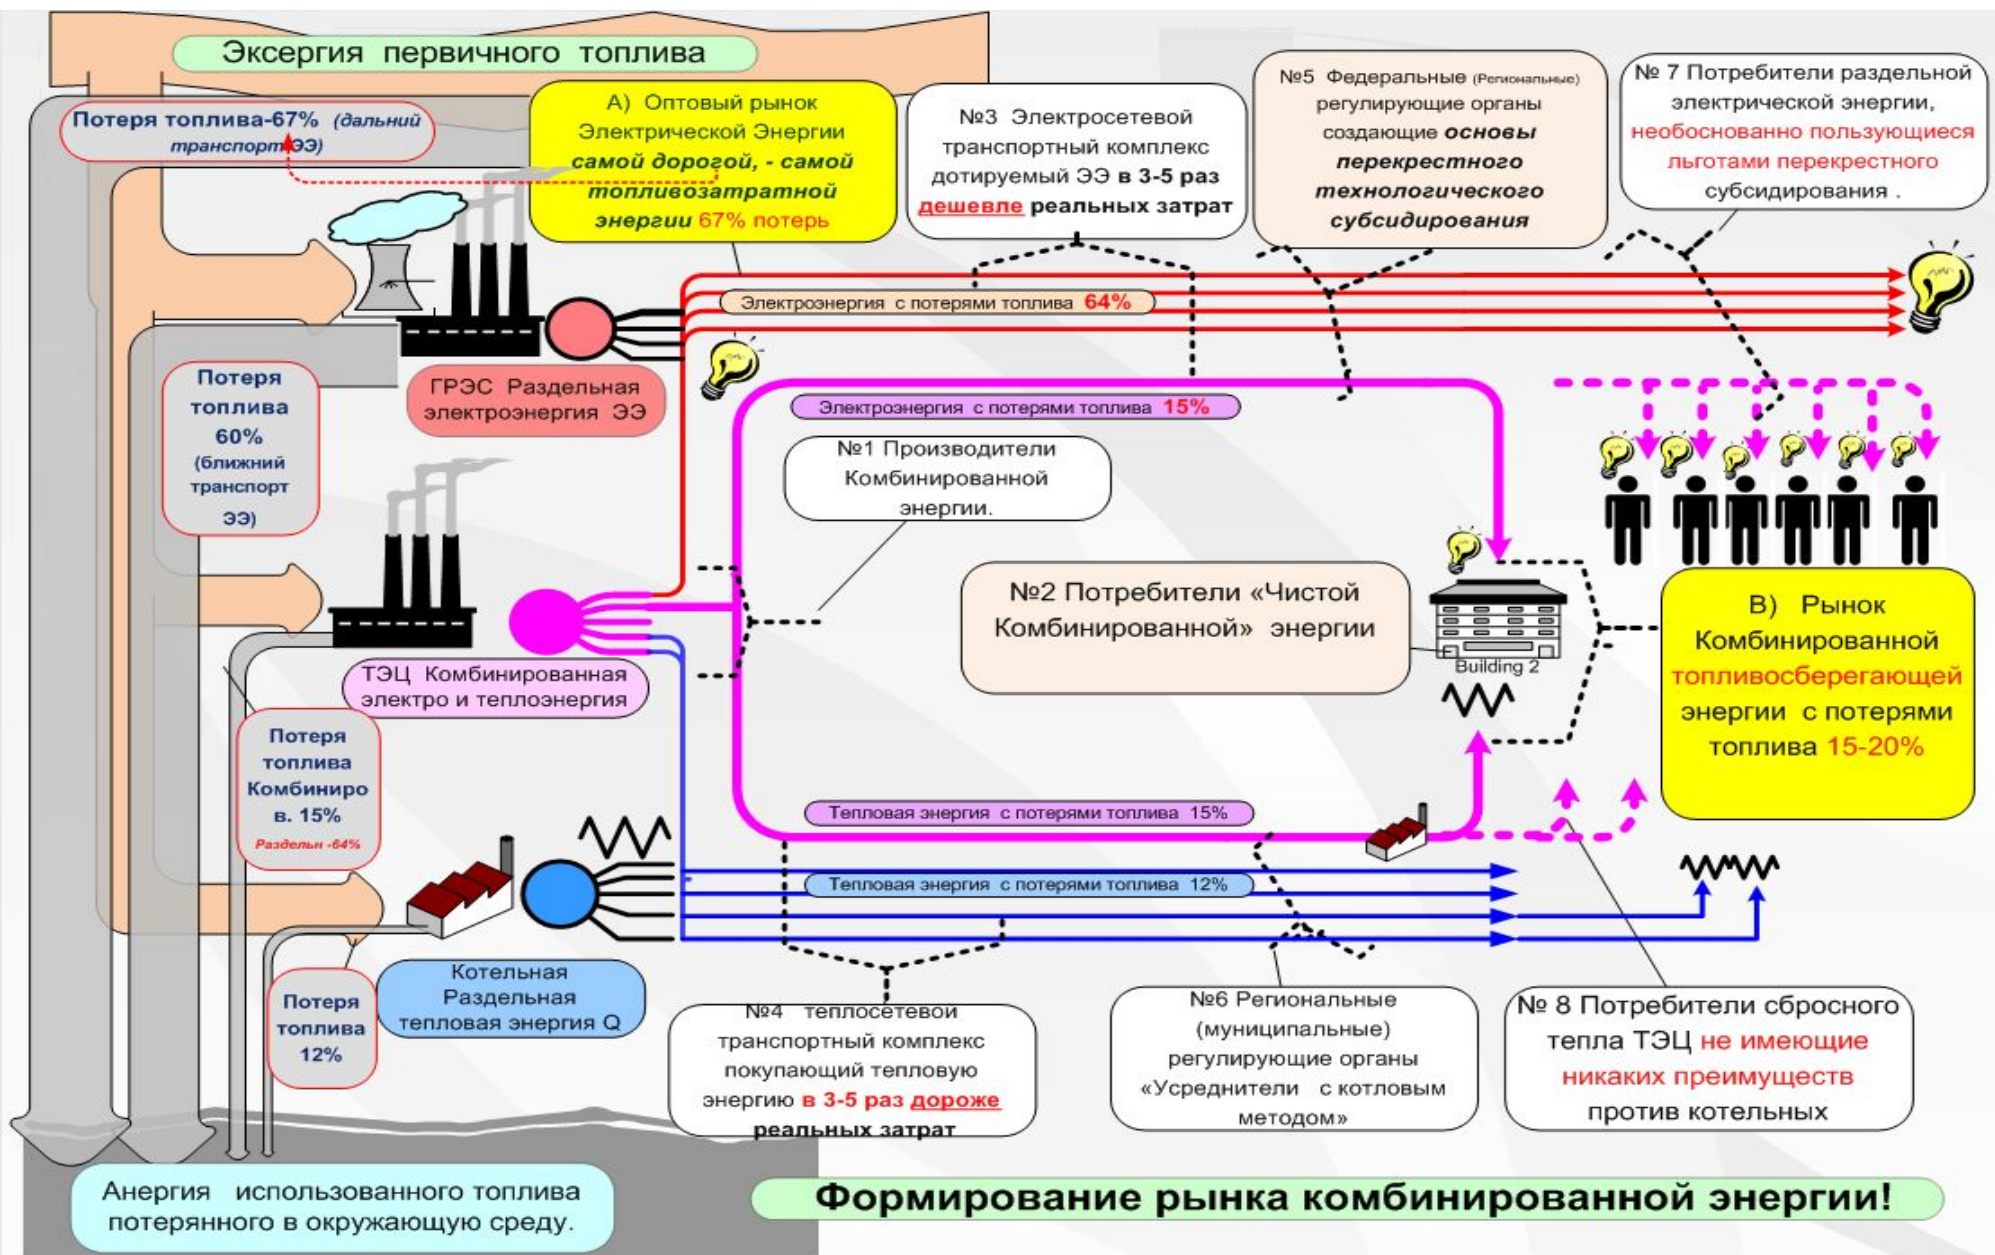 Эксергия первичного топлива
Потеря топлива-67% (дальний
транспорт ЭЭ)
А) Оптовый рынок
Электрической Энергии
самой дорогой, - самой
топливозатратной
энергии 67% потерь
№3 Электросетевой
транспортный комплекс
дотируемый ЭЭ в 3-5 раз
дешевле реальных затрат
№5 Федеральные (Региональные)
регулирующие органы
создающие основы
перекрестного
технологического
субсидирования
№ 7 Потребители раздельной
электрической энергии,
необоснованно пользующиеся
льготами перекрестного
субсидирования .
Электроэнергия с потерями топлива 64%
ГРЭС Раздельная
электроэнергия ЭЭ
Потеря
топлива
60%
(ближний
транспорт
ЭЭ)
Электроэнергия с потерями топлива 15%
№1 Производители
Комбинированной
энергии.
№2 Потребители «Чистой
Комбинированной» энергии
Building 2
В) Рынок
Комбинированной
топливосберегающей
энергии с потерями
топлива 15-20%
ТЭЦ Комбинированная
электро и теплоэнергия
Потеря
топлива
Комбиниро
в. 15%
Раздельн -64%
Тепловая энергия с потерями топлива 15%
Тепловая энергия с потерями топлива 12%
Котельная
Раздельная
тепловая энергия Q
Потеря
топлива
12%
№4 теплосетевой
транспортный комплекс
покупающий тепловую
энергию в 3-5 раз дороже
реальных затрат
№6 Региональные
(муниципальные)
регулирующие органы
«Усреднители с котловым
методом»
№ 8 Потребители сбросного
тепла ТЭЦ не имеющие
никаких преимуществ
против котельных
Анергия использованного топлива
потерянного в окружающую среду.
Формирование рынка комбинированной энергии!